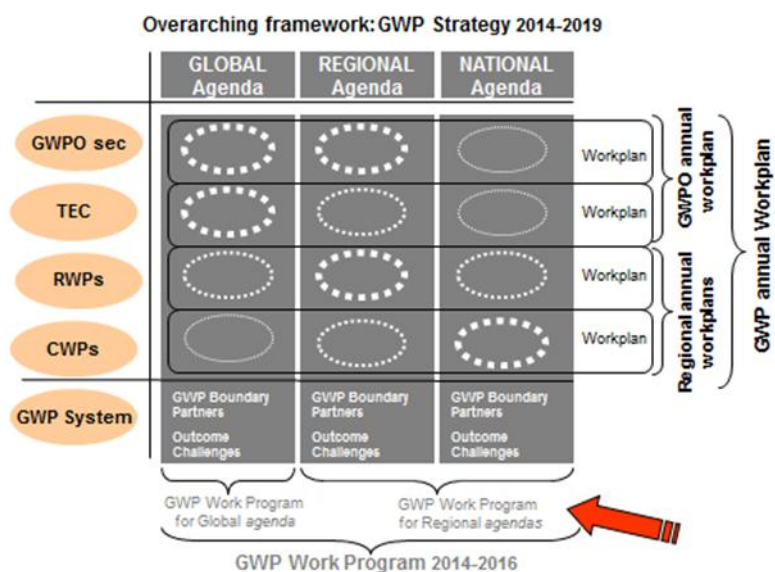 Overarching framework: GWP Strategy 2014-2019
GLOBAL
Agenda
REGIONAL
Agenda
NATIONAL
Agenda
GWPO sec
Workplan
TEC
Workplan
RWPs
Workplan
CWPs
Workplan
GWPO annual
workplan
Regional annual
workplans
GWP annual Workplan
GWP System
GWP Boundary
Partners
Outcome
Challenges
GWP Boundary
Partners
Outcome
Challenges
GWP Boundary
Partners
Outcome
Challenges
GWP Work Program
for Global agenda
GWP Work Program
for Regional agendas
GWP Work Program 2014-2016